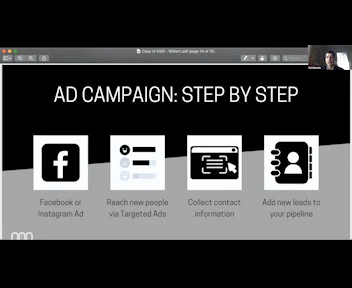 AD CAMPAIGN: STEP BY STEP
Facebook or
Instagram Ad
Reach new people
via Targeted Ads
Collect contact
information
Add new leads to
your pipeline